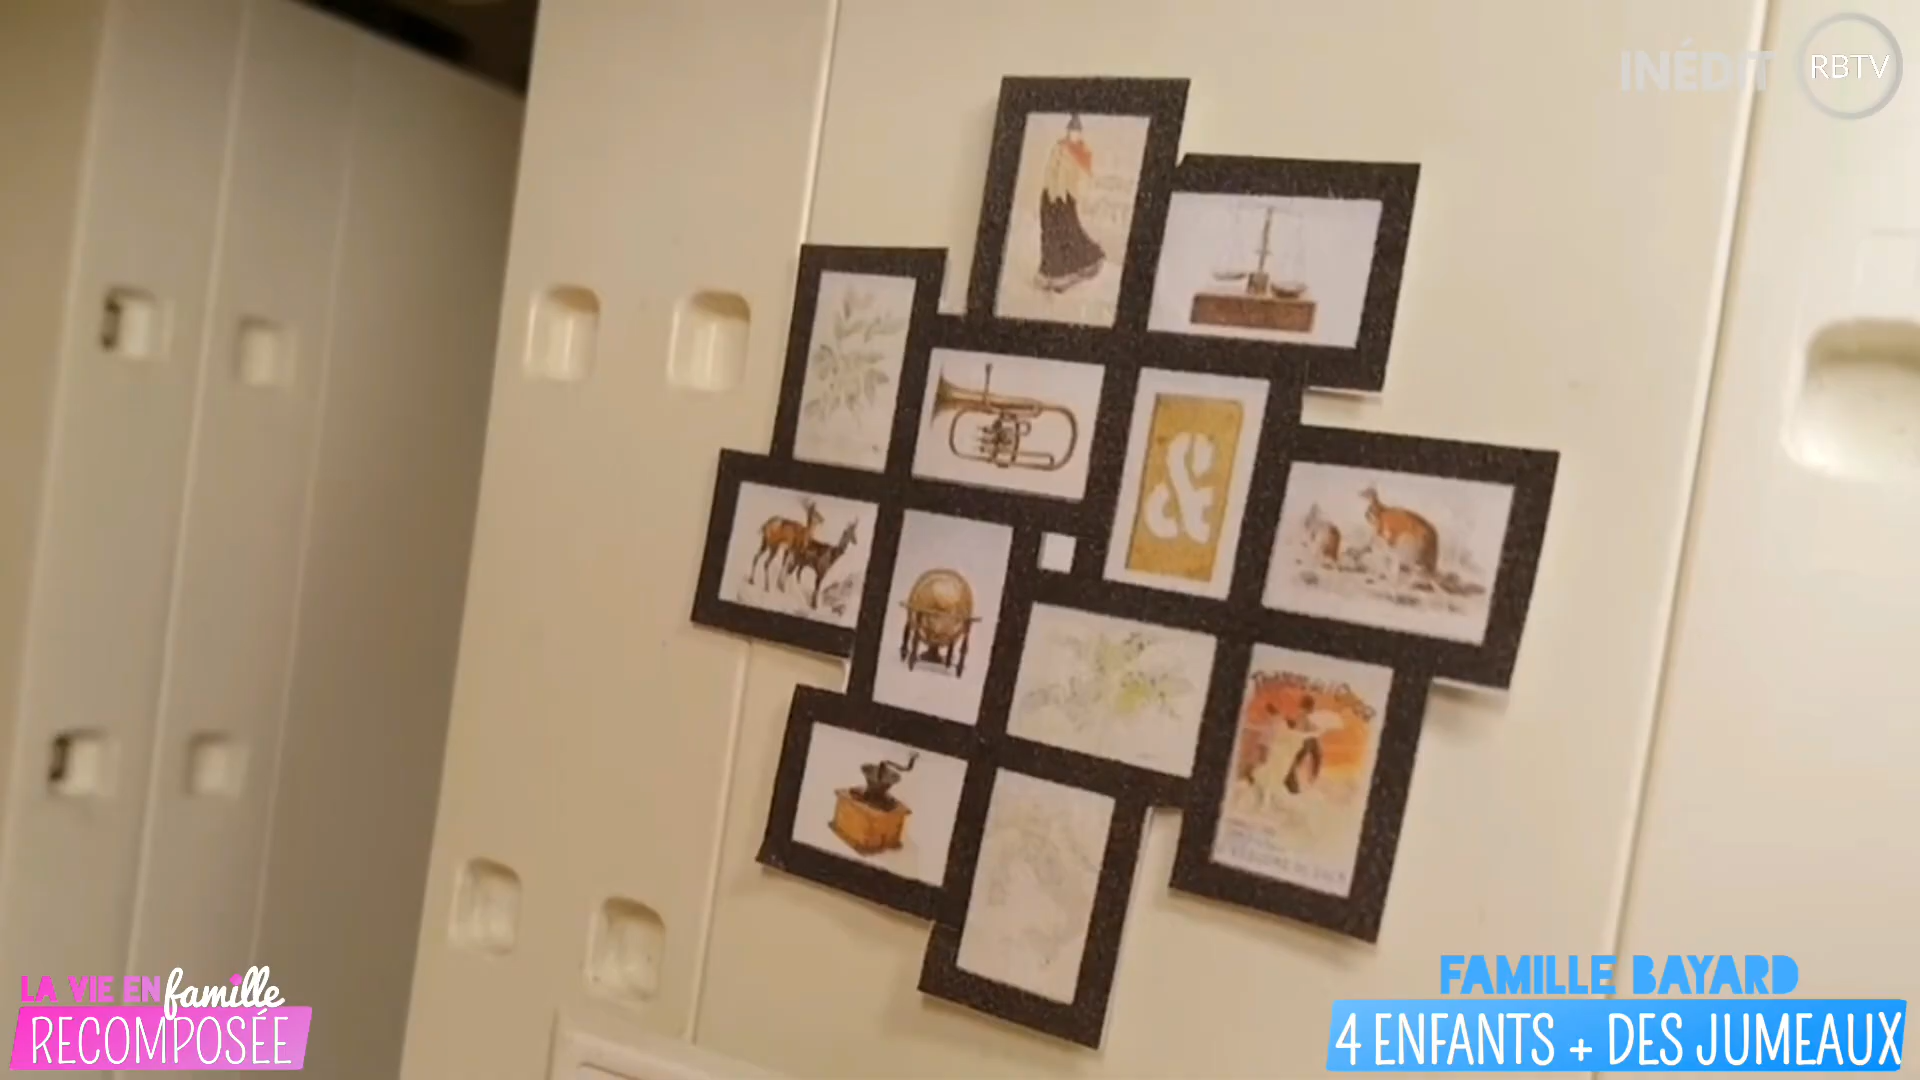 INÉDIT
RBTV
&
LA VIE EN famille
RECOMPOSÉE
FAMILLE BAYARD
4 ENFANTS + DES JUMEAUX